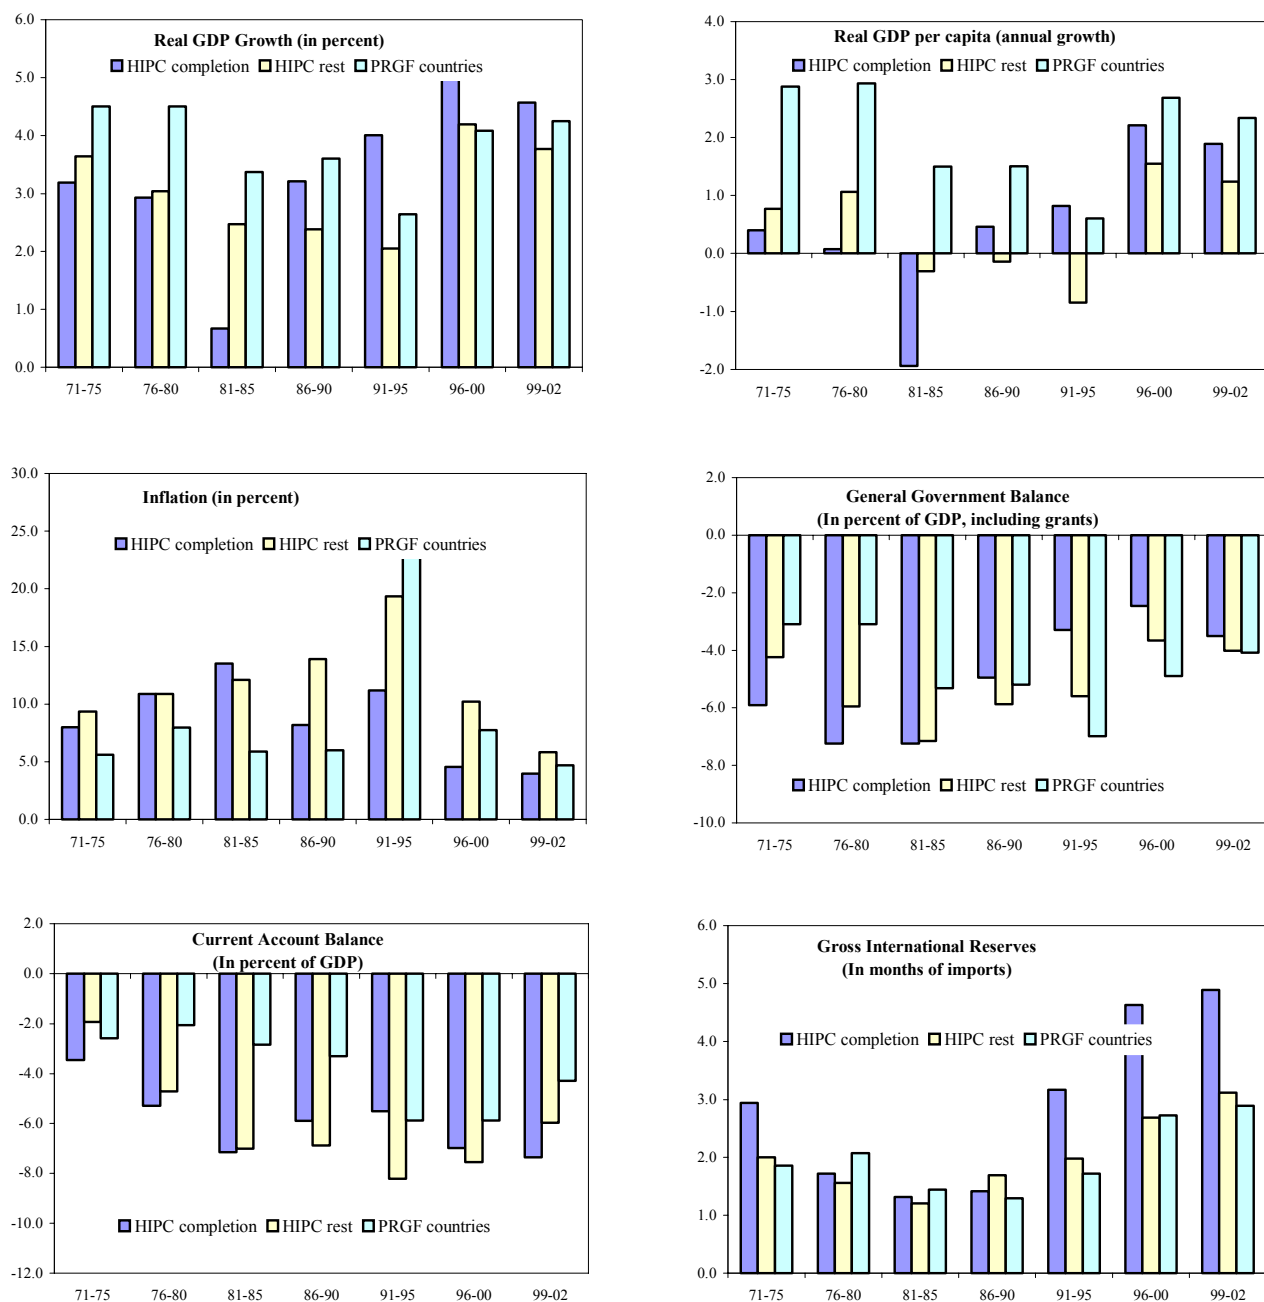 Real GDP Growth (in percent)
HIPC completion HIPC rest PRGF countries
6.0
5.0
4.0
3.0
2.0
1.0
0.0
71-75 76-80 81-85 86-90 91-95 96-00 99-02
Real GDP per capita (annual growth)
HIPC completion HIPC rest PRGF countries
4.0
3.0
2.0
1.0
0.0
-1.0
-2.0
71-75 76-80 81-85 86-90 91-95 96-00 99-02
Inflation (in percent)
HIPC completion HIPC rest PRGF countries
30.0
25.0
20.0
15.0
10.0
5.0
0.0
71-75 76-80 81-85 86-90 91-95 96-00 99-02
General Government Balance
(In percent of GDP, including grants)
2.0
0.0
-2.0
-4.0
-6.0
-8.0
-10.0
HIPC completion HIPC rest PRGF countries
71-75 76-80 81-85 86-90 91-95 96-00 99-02
Current Account Balance
(In percent of GDP)
2.0
0.0
-2.0
-4.0
-6.0
-8.0
-10.0
-12.0
HIPC completion HIPC rest PRGF countries
71-75 76-80 81-85 86-90 91-95 96-00 99-02
Gross International Reserves
(In months of imports)
HIPC completion HIPC rest PRGF countries
6.0
5.0
4.0
3.0
2.0
1.0
0.0
71-75 76-80 81-85 86-90 91-95 96-00 99-02